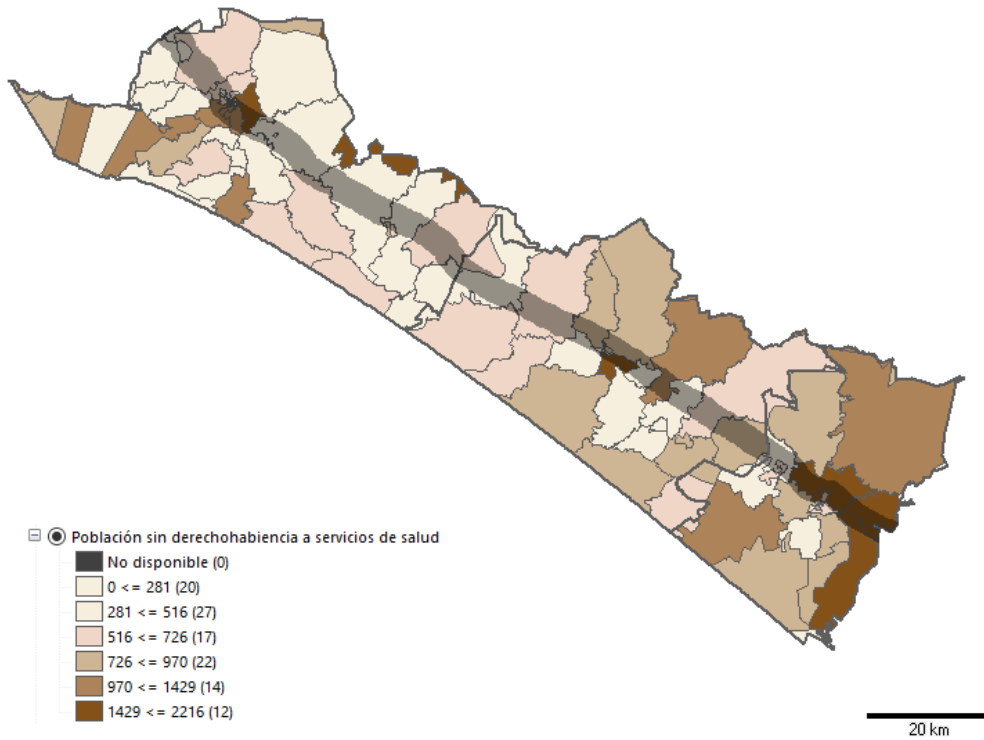 Población sin derechohabiencia a servicios de salud
No disponible (0)
0 <= 281 (20)
281 <= 516 (27)
516 <= 726 (17)
726 <= 970 (22)
970 <= 1429 (14)
1429 <= 2216 (12)
20 km